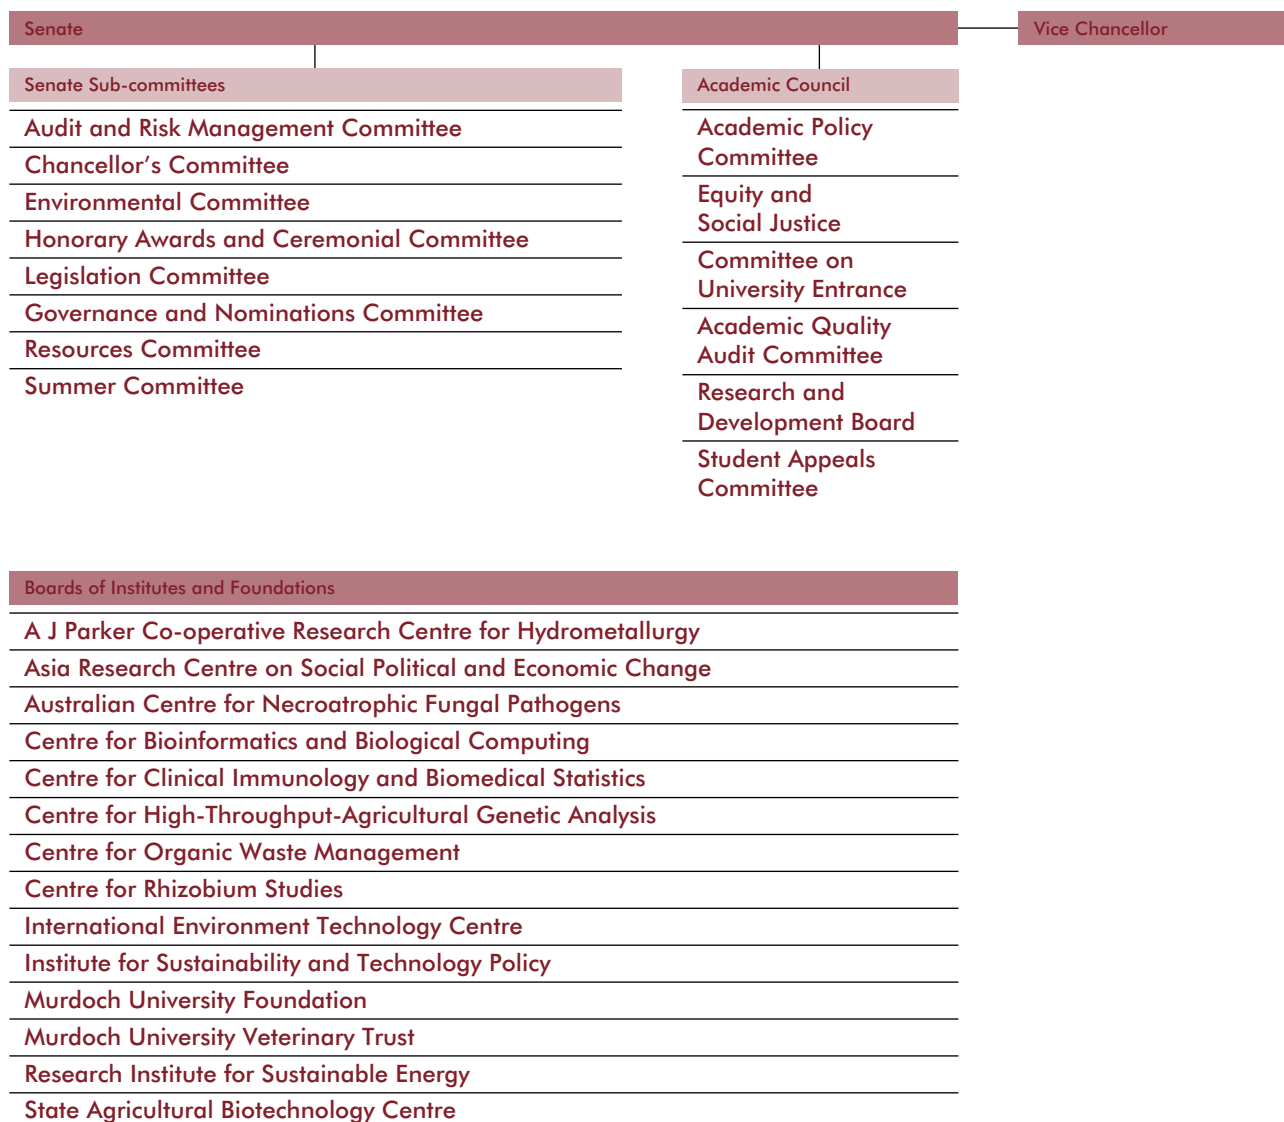 Senate
Vice Chancellor
Senate Sub-committees
Audit and Risk Management Committee
Chancellor’s Committee
Environmental Committee
Honorary Awards and Ceremonial Committee
Legislation Committee
Governance and Nominations Committee
Resources Committee
Summer Committee
Academic Council
Academic Policy
Committee
Equity and
Social Justice
Committee on
University Entrance
Academic Quality
Audit Committee
Research and
Development Board
Student Appeals
Committee
Boards of Institutes and Foundations
A J Parker Co-operative Research Centre for Hydrometallurgy
Asia Research Centre on Social Political and Economic Change
Australian Centre for Necroatrophic Fungal Pathogens
Centre for Bioinformatics and Biological Computing
Centre for Clinical Immunology and Biomedical Statistics
Centre for High-Throughput-Agricultural Genetic Analysis
Centre for Organic Waste Management
Centre for Rhizobium Studies
International Environment Technology Centre
Institute for Sustainability and Technology Policy
Murdoch University Foundation
Murdoch University Veterinary Trust
Research Institute for Sustainable Energy
State Agricultural Biotechnology Centre